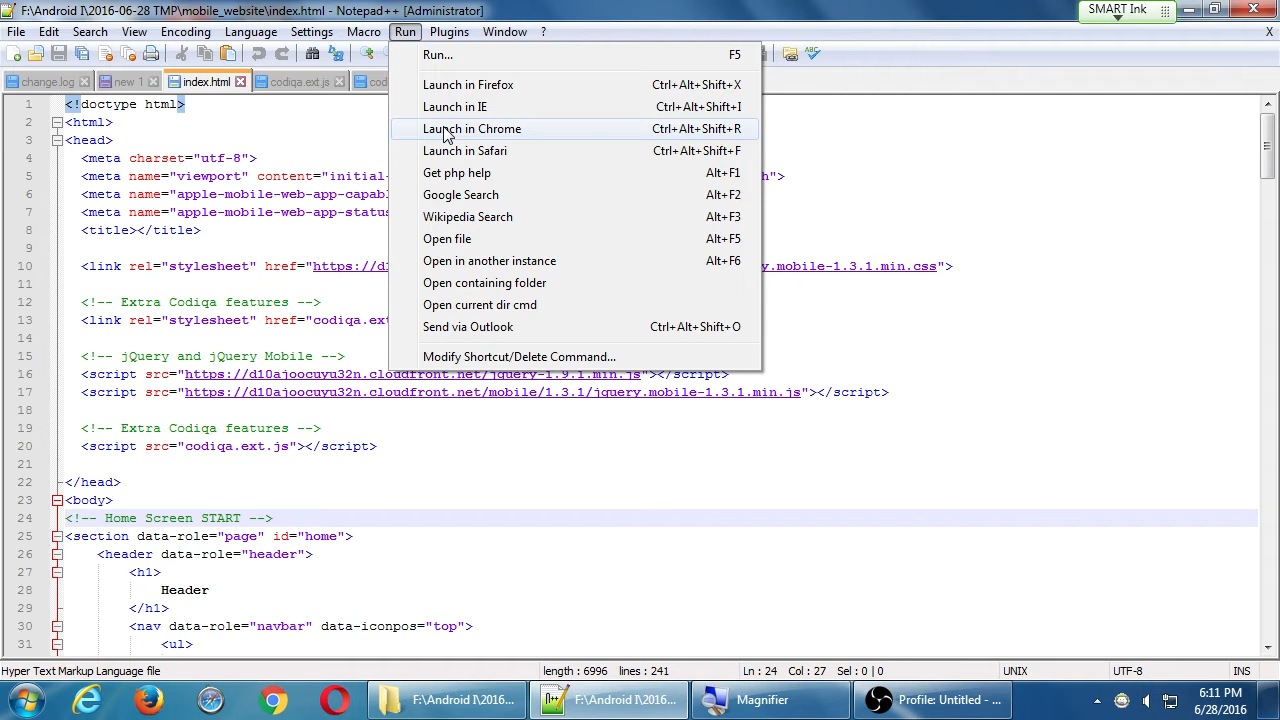 F:\Android I\2016-06-28 TMP\mobile_website\index.html - Notepad++ [Administrator]
SMART Ink
File Edit Search View Encoding Language Settings Macro Run Plugins Window ? X
change.log new 1 index.html codiqa.ext.js cod
Run... F5
Launch in Firefox Ctrl+Alt+Shift+X
Launch in IE Ctrl+Alt+Shift+I
Launch in Chrome Ctrl+Alt+Shift+R
Launch in Safari Ctrl+Alt+Shift+F
Get php help Alt+F1
Google Search Alt+F2
Wikipedia Search Alt+F3
Open file Alt+F5
Open in another instance Alt+F6
Open containing folder
Open current dir cmd
Send via Outlook Ctrl+Alt+Shift+O
Modify Shortcut/Delete Command...
1 <!doctype html>
2 <html>
3 <head>
4 <meta charset="utf-8">
5 <meta name="viewport" content="initial- h">
6 <meta name="apple-mobile-web-app-capabl
7 <meta name="apple-mobile-web-app-status
8 <title></title>
9
10 <link rel="stylesheet" href="https://d1 y.mobile-1.3.1.min.css">
11
12 <!-- Extra Codiqa features -->
13 <link rel="stylesheet" href="codiqa.ext
14
15 <!-- jQuery and jQuery Mobile -->
16 <script src="https://d10ajoocuyu32n.cloudfront.net/jquery-1.9.1.min.js"></script>
17 <script src="https://d10ajoocuyu32n.cloudfront.net/mobile/1.3.1/jquery.mobile-1.3.1.min.js"></script>
18
19 <!-- Extra Codiqa features -->
20 <script src="codiqa.ext.js"></script>
21
22 </head>
23 <body>
24 <!-- Home Screen START -->
25 <section data-role="page" id="home">
26 <header data-role="header">
27 <h1>
28 Header
29 </h1>
30 <nav data-role="navbar" data-iconpos="top">
31 <ul>
Hyper Text Markup Language file length : 6996 lines : 241 Ln : 24 Col : 27 Sel : 0 | 0 UNIX UTF-8 INS
F:\Android I\2016... F:\Android I\2016... Magnifier Profile: Untitled - ... 6:11 PM
6/28/2016